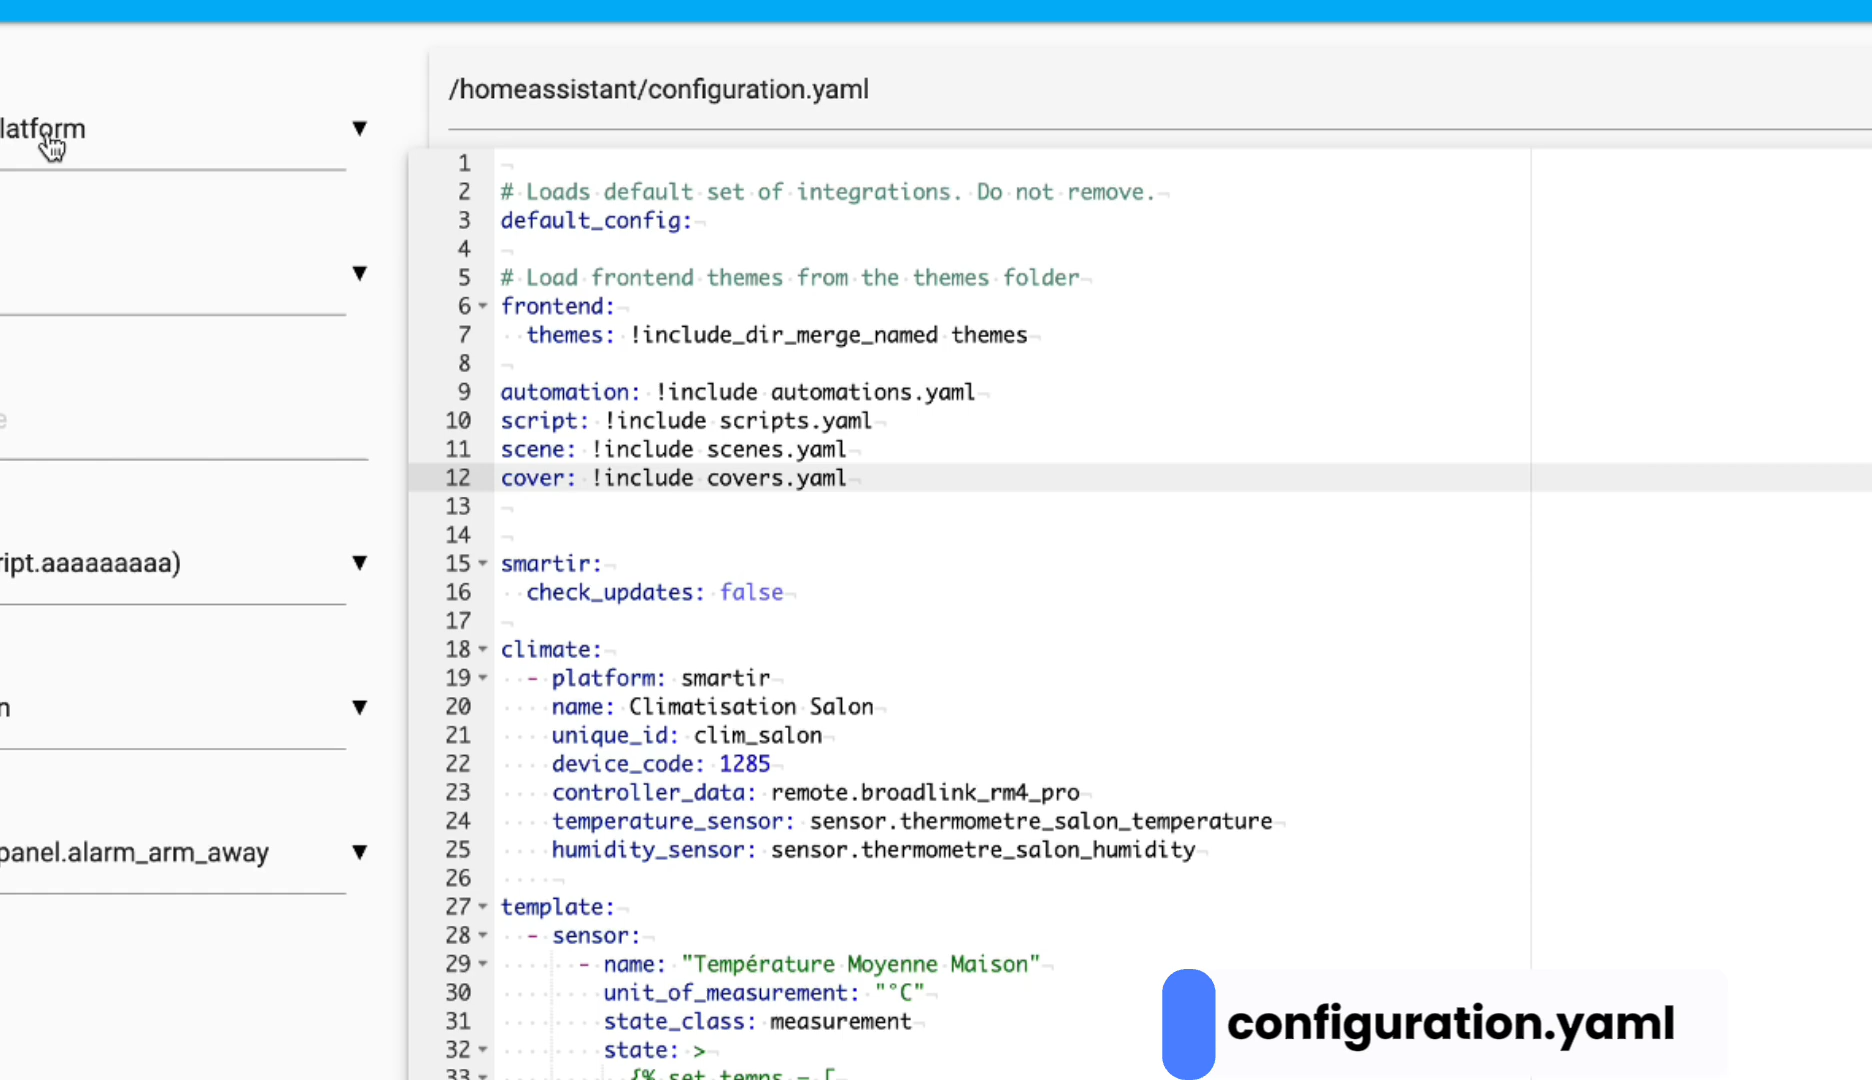 /homeassistant/configuration.yaml
latform
e
ript.aaaaaaaaa)
n
panel.alarm_arm_away
1
2 # Loads default set of integrations. Do not remove.
3 default_config:
4
5 # Load frontend themes from the themes folder
6 frontend:
7 themes: !include_dir_merge_named themes
8
9 automation: !include automations.yaml
10 script: !include scripts.yaml
11 scene: !include scenes.yaml
12 cover: !include covers.yaml
13
14
15 smartir:
16 check_updates: false
17
18 climate:
19 - platform: smartir
20 name: Climatisation Salon
21 unique_id: clim_salon
22 device_code: 1285
23 controller_data: remote.broadlink_rm4_pro
24 temperature_sensor: sensor.thermometre_salon_temperature
25 humidity_sensor: sensor.thermometre_salon_humidity
26
27 template:
28 - sensor:
29 - name: "Température Moyenne Maison"
30 unit_of_measurement: "°C"
31 state_class: measurement
32 state: >
33 {% set temps = [
configuration.yaml